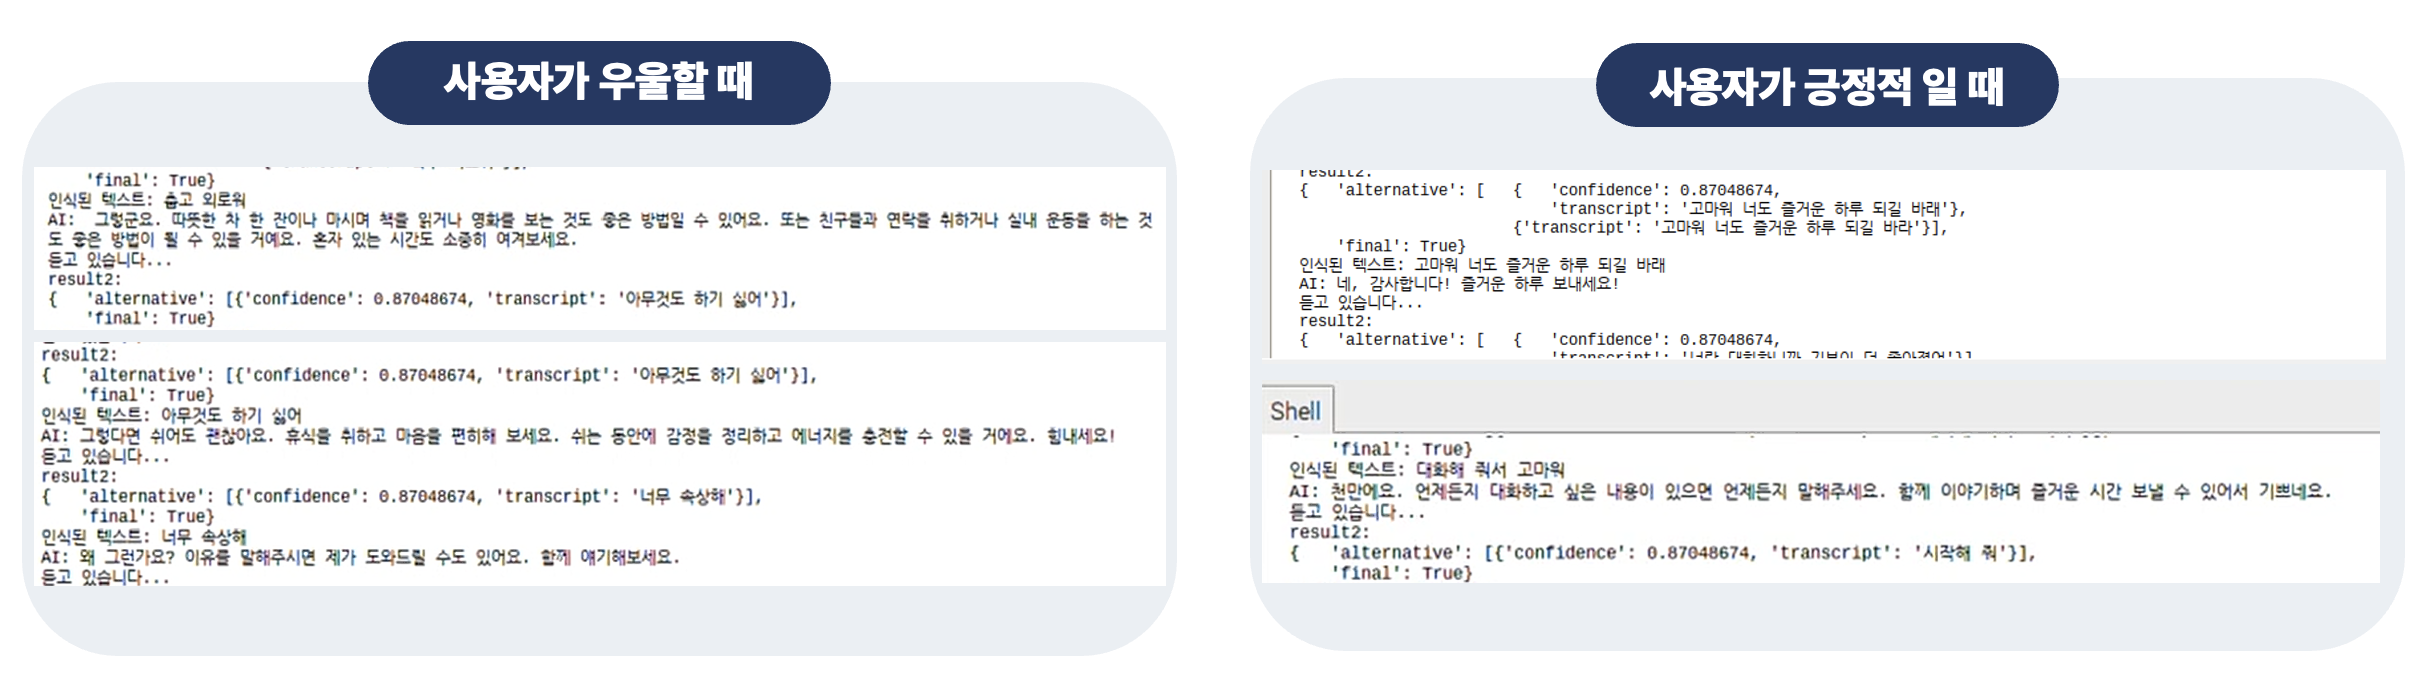 사용자가 우울할 때
'final': True}
인식된 텍스트: 춥고 외로워
AI:  그렇군요. 따뜻한 차 한 잔이나 마시며 책을 읽거나 영화를 보는 것도 좋은 방법일 수 있어요. 또는 친구들과 연락을 취하거나 실내 운동을 하는 것
도 좋은 방법이 될 수 있을 거예요. 혼자 있는 시간도 소중히 여겨보세요.
듣고 있습니다...
result2:
{   'alternative': [{'confidence': 0.87048674, 'transcript': '아무것도 하기 싫어'}],
'final': True}
result2:
{   'alternative': [{'confidence': 0.87048674, 'transcript': '아무것도 하기 싫어'}],
'final': True}
인식된 텍스트: 아무것도 하기 싫어
AI: 그렇다면 쉬어도 괜찮아요. 휴식을 취하고 마음을 편히해 보세요. 쉬는 동안에 감정을 정리하고 에너지를 충전할 수 있을 거에요. 힘내세요!
듣고 있습니다...
result2:
{   'alternative': [{'confidence': 0.87048674, 'transcript': '너무 속상해'}],
'final': True}
인식된 텍스트: 너무 속상해
AI: 왜 그런가요? 이유를 말해주시면 제가 도와드릴 수도 있어요. 함께 얘기해보세요.
듣고 있습니다...
사용자가 긍정적 일 때
result2:
{   'alternative': [   {   'confidence': 0.87048674,
'transcript': '고마워 너도 즐거운 하루 되길 바래'},
{'transcript': '고마워 너도 즐거운 하루 되길 바라'}],
'final': True}
인식된 텍스트: 고마워 너도 즐거운 하루 되길 바래
AI: 네, 감사합니다! 즐거운 하루 보내세요!
듣고 있습니다...
result2:
{   'alternative': [   {   'confidence': 0.87048674,
'transcript': '너랑 대화하니까 기분이 더 좋아졌어'}]
Shell
'final': True}
인식된 텍스트: 대화해 줘서 고마워
AI: 천만에요. 언제든지 대화하고 싶은 내용이 있으면 언제든지 말해주세요. 함께 이야기하며 즐거운 시간 보낼 수 있어서 기쁘네요.
듣고 있습니다...
result2:
{   'alternative': [{'confidence': 0.87048674, 'transcript': '시작해 줘'}],
'final': True}